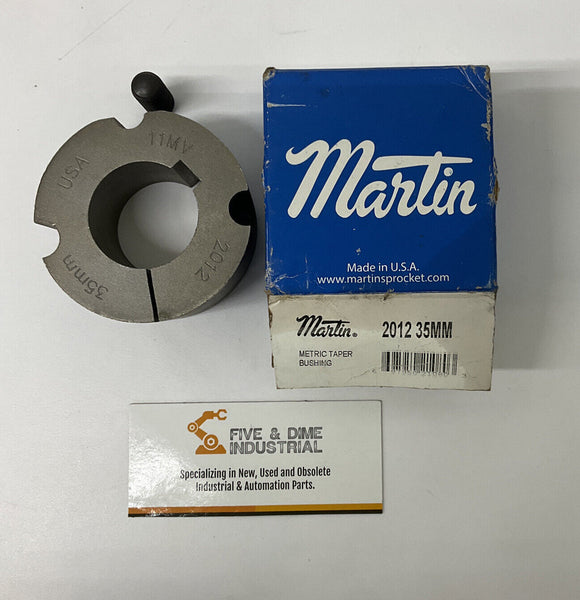 11MV
USA
2012
35mm
Martin
Made in U.S.A.
www.martinsprocket.com
Martin® 2012 35MM
METRIC TAPER
BUSHING
FIVE & DIME
INDUSTRIAL
Specializing in New, Used and Obsolete
Industrial & Automation Parts.